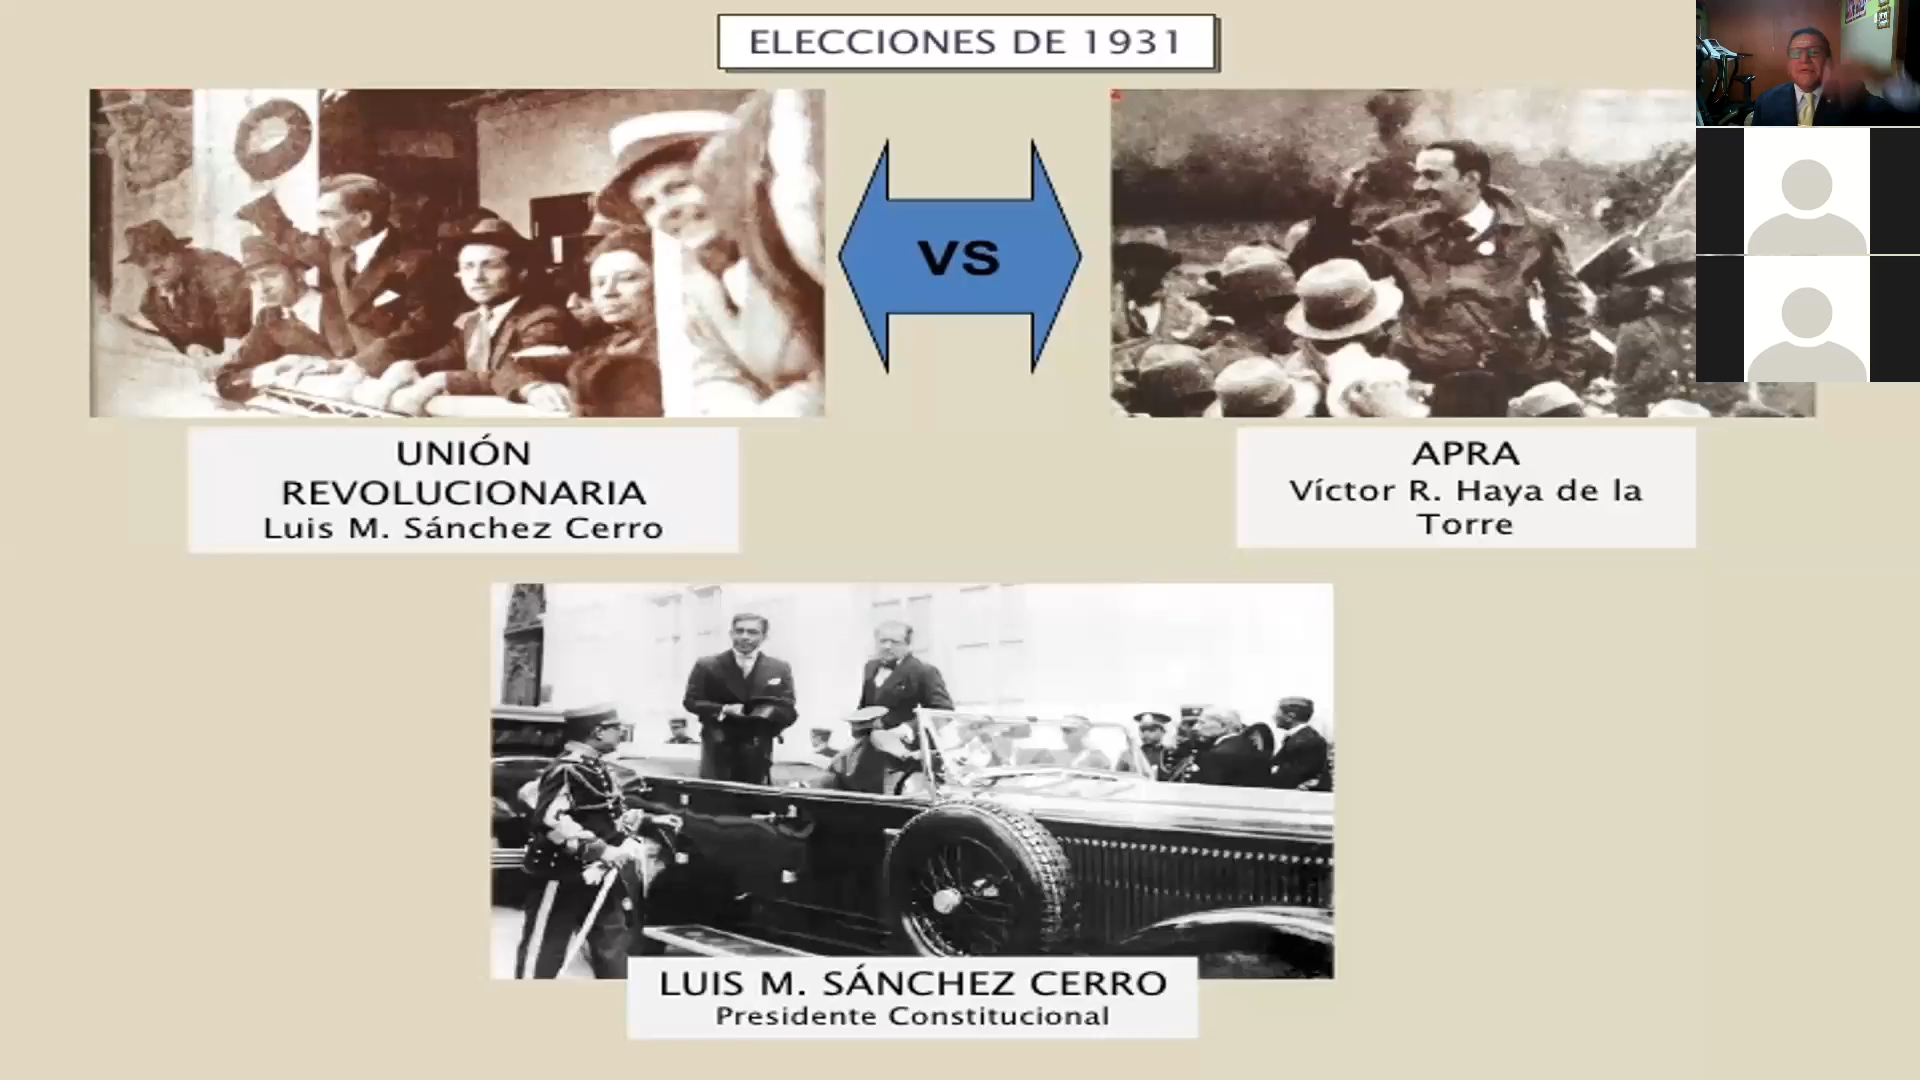 ELECCIONES DE 1931
VS
UNIÓN
REVOLUCIONARIA
Luis M. Sánchez Cerro
APRA
Víctor R. Haya de la
Torre
LUIS M. SÁNCHEZ CERRO
Presidente Constitucional